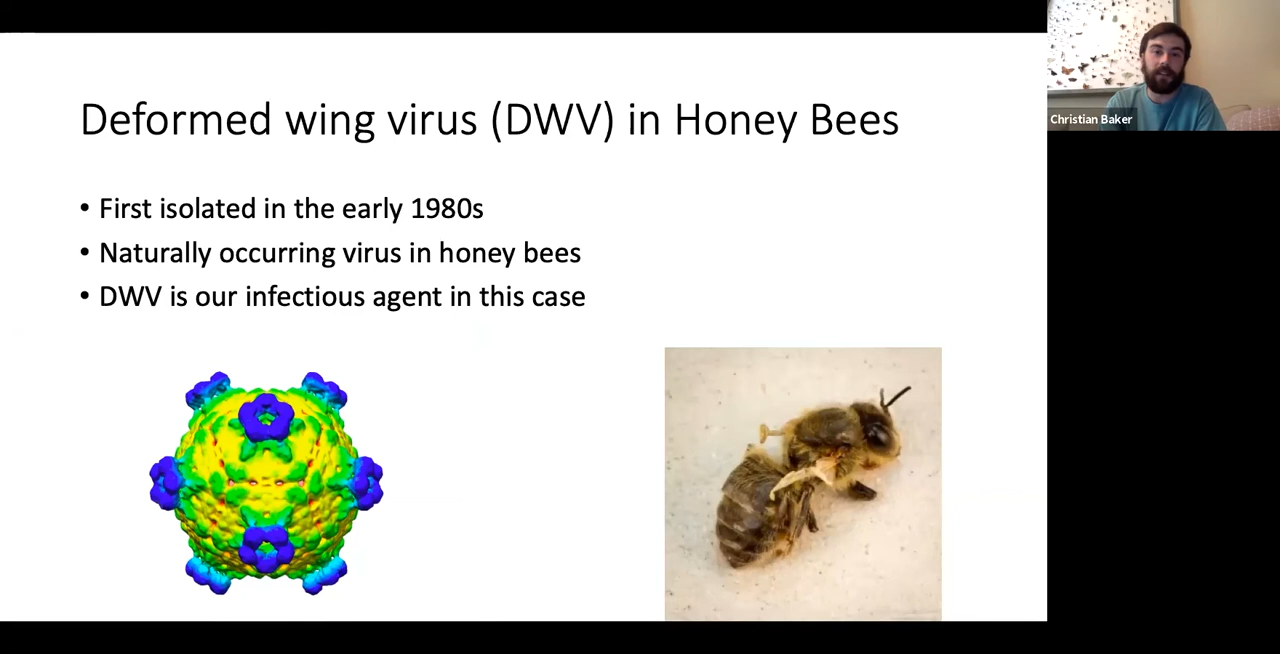 Deformed wing virus (DWV) in Honey Bees
• First isolated in the early 1980s
• Naturally occurring virus in honey bees
• DWV is our infectious agent in this case
Christian Baker